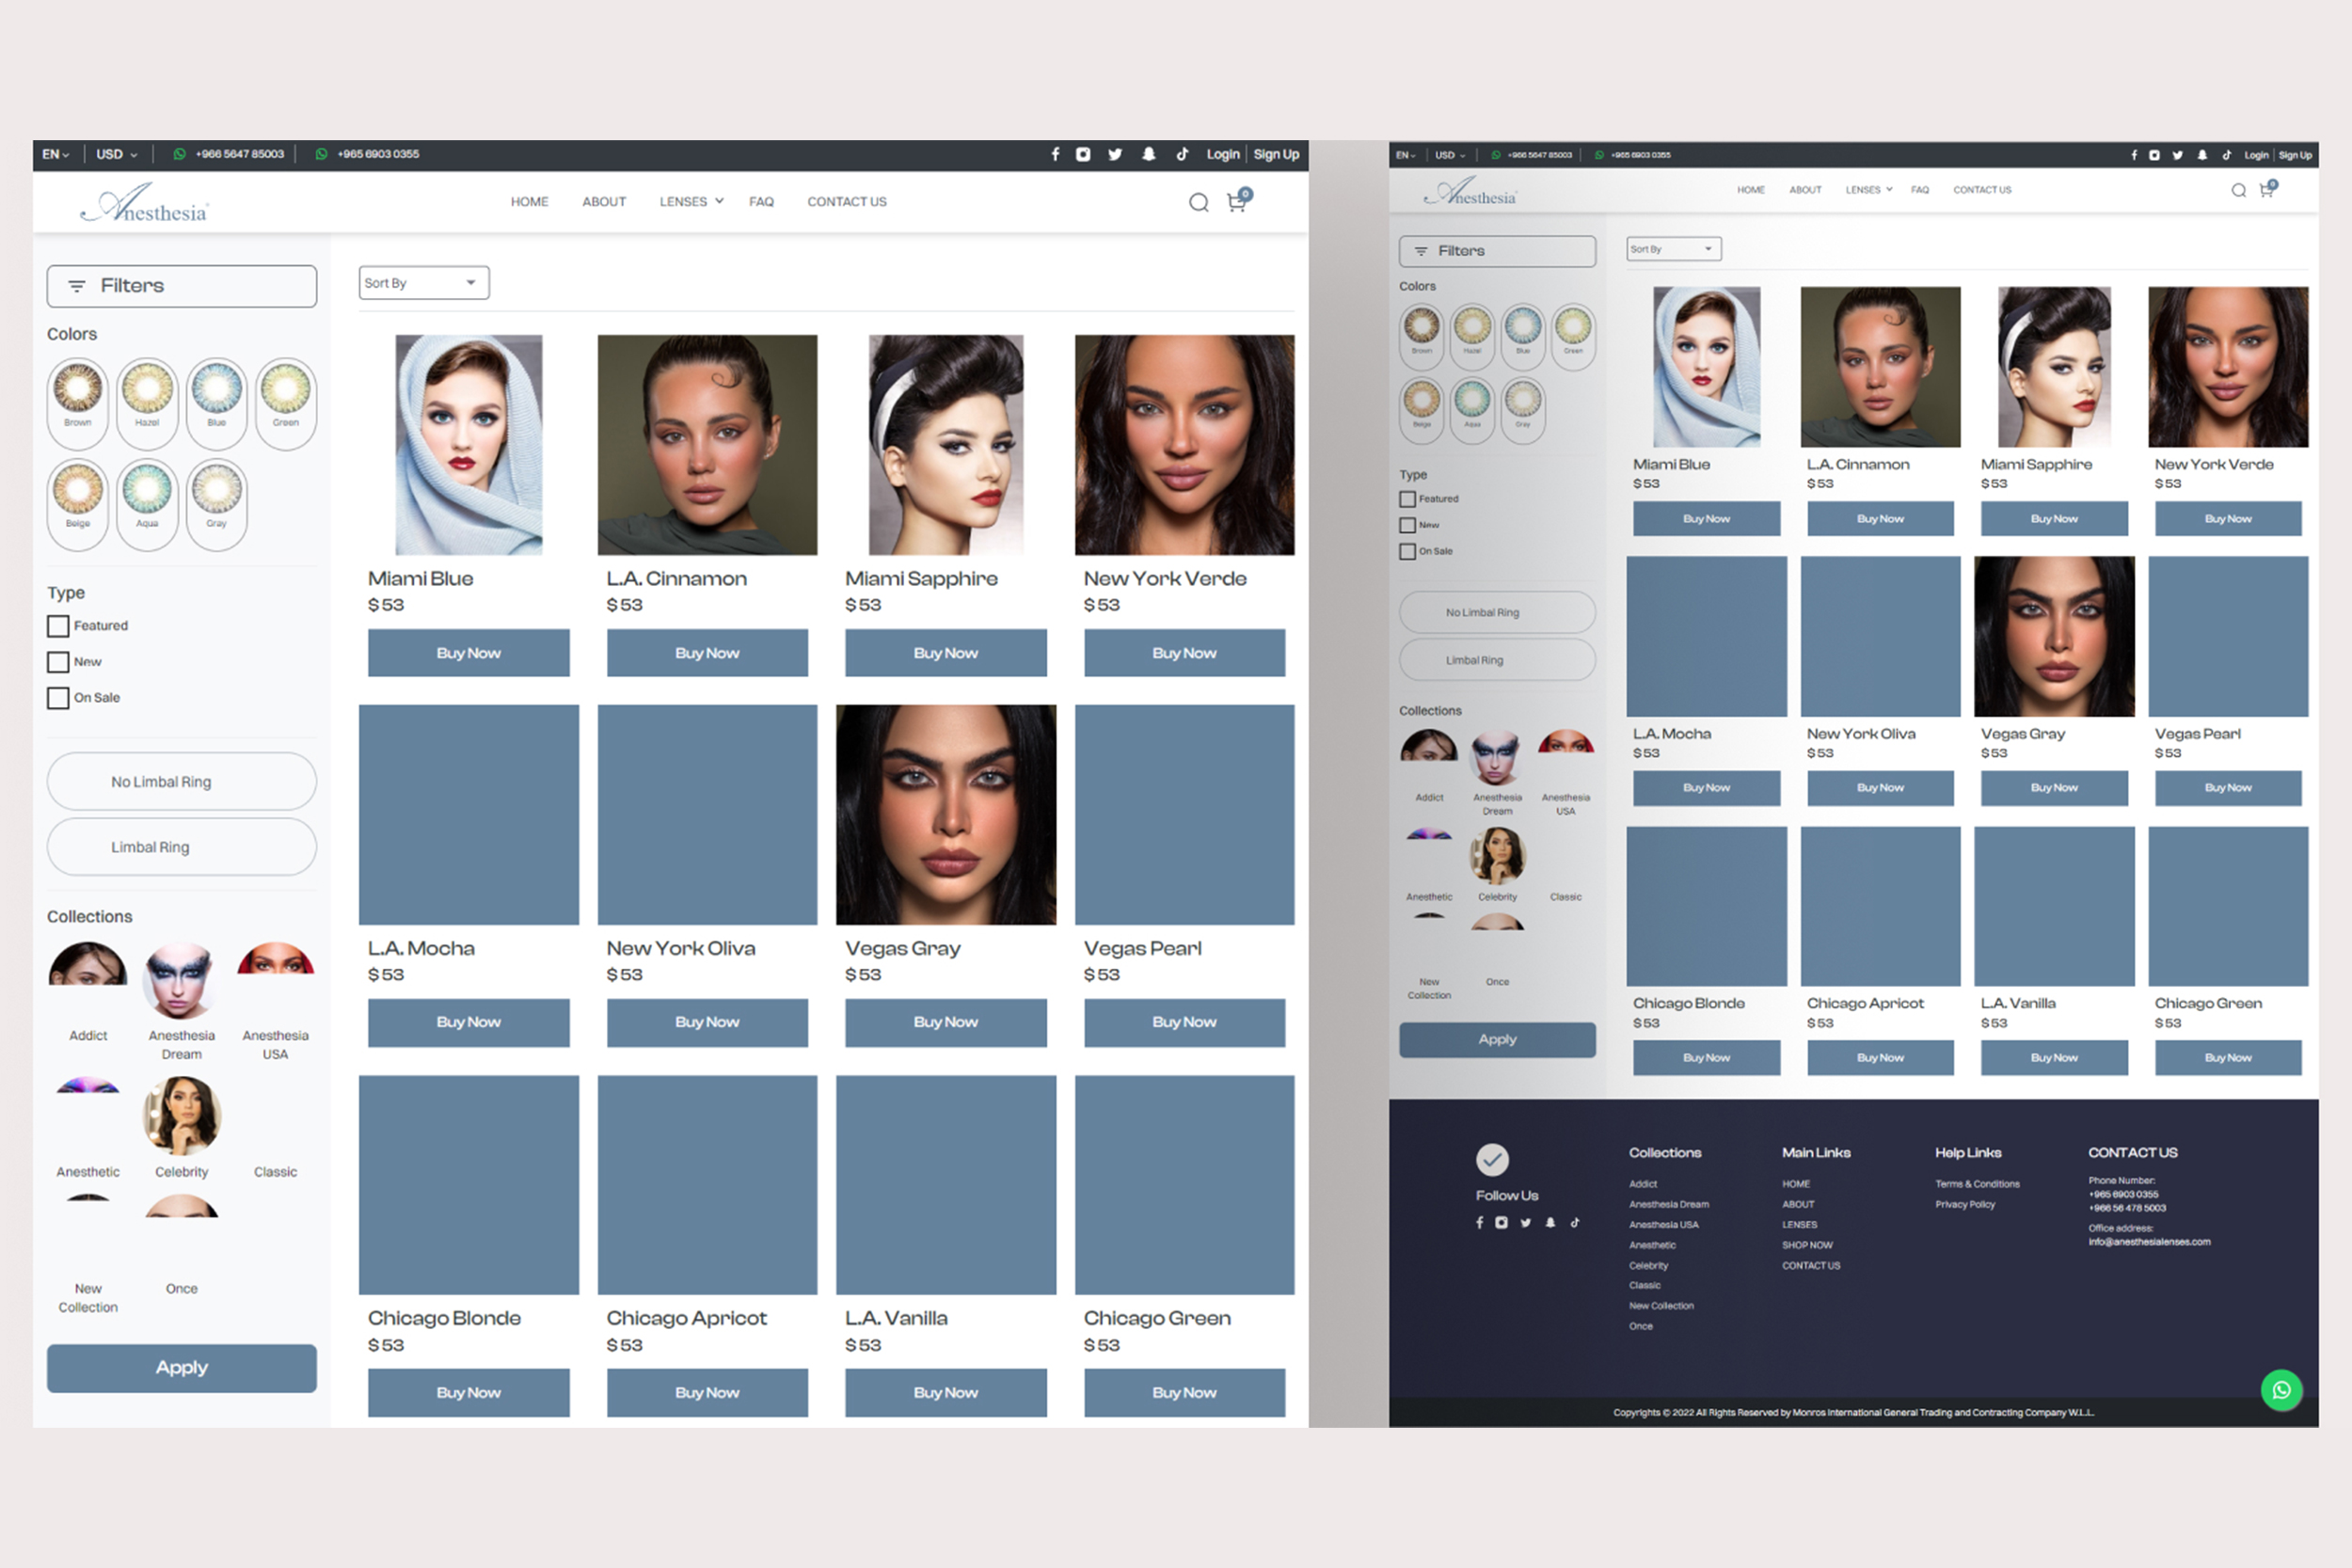 EN USD +966 5647 85003 +965 6903 0355 Login Sign Up
Anesthesia HOME ABOUT LENSES FAQ CONTACT US 0
Filters
Sort By
Colors
Brown Hazel Blue Green
Beige Aqua Gray
Type
Featured
New
On Sale
No Limbal Ring
Limbal Ring
Collections
Addict Anesthesia Dream Anesthesia USA
Anesthetic Celebrity Classic
New Collection Once
Apply
Miami Blue L.A. Cinnamon Miami Sapphire New York Verde
$ 53 $ 53 $ 53 $ 53
Buy Now Buy Now Buy Now Buy Now
L.A. Mocha New York Oliva Vegas Gray Vegas Pearl
$ 53 $ 53 $ 53 $ 53
Buy Now Buy Now Buy Now Buy Now
Chicago Blonde Chicago Apricot L.A. Vanilla Chicago Green
$ 53 $ 53 $ 53 $ 53
Buy Now Buy Now Buy Now Buy Now
EN USD +966 5647 85003 +965 6903 0355 Login Sign Up
Anesthesia HOME ABOUT LENSES FAQ CONTACT US 0
Filters
Sort By
Colors
Brown Hazel Blue Green
Beige Aqua Gray
Type
Featured
New
On Sale
No Limbal Ring
Limbal Ring
Collections
Addict Anesthesia Dream Anesthesia USA
Anesthetic Celebrity Classic
New Collection Once
Apply
Miami Blue L.A. Cinnamon Miami Sapphire New York Verde
$ 53 $ 53 $ 53 $ 53
Buy Now Buy Now Buy Now Buy Now
L.A. Mocha New York Oliva Vegas Gray Vegas Pearl
$ 53 $ 53 $ 53 $ 53
Buy Now Buy Now Buy Now Buy Now
Chicago Blonde Chicago Apricot L.A. Vanilla Chicago Green
$ 53 $ 53 $ 53 $ 53
Buy Now Buy Now Buy Now Buy Now
Follow Us
Collections
Addict
Anesthesia Dream
Anesthesia USA
Anesthetic
Celebrity
Classic
New Collection
Once
Main Links
HOME
ABOUT
LENSES
SHOP NOW
CONTACT US
Help Links
Terms & Conditions
Privacy Policy
CONTACT US
Phone Number:
+965 6903 0355
+966 56 478 5003
Office address:
info@anesthesialenses.com
Copyrights © 2022 All Rights Reserved by Monros International General Trading and Contracting Company W.L.L.